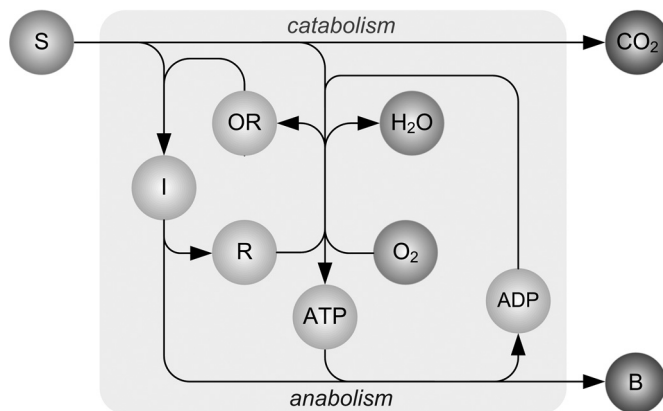 S
catabolism
CO₂
OR
H₂O
I
R
O₂
ATP
ADP
anabolism
B